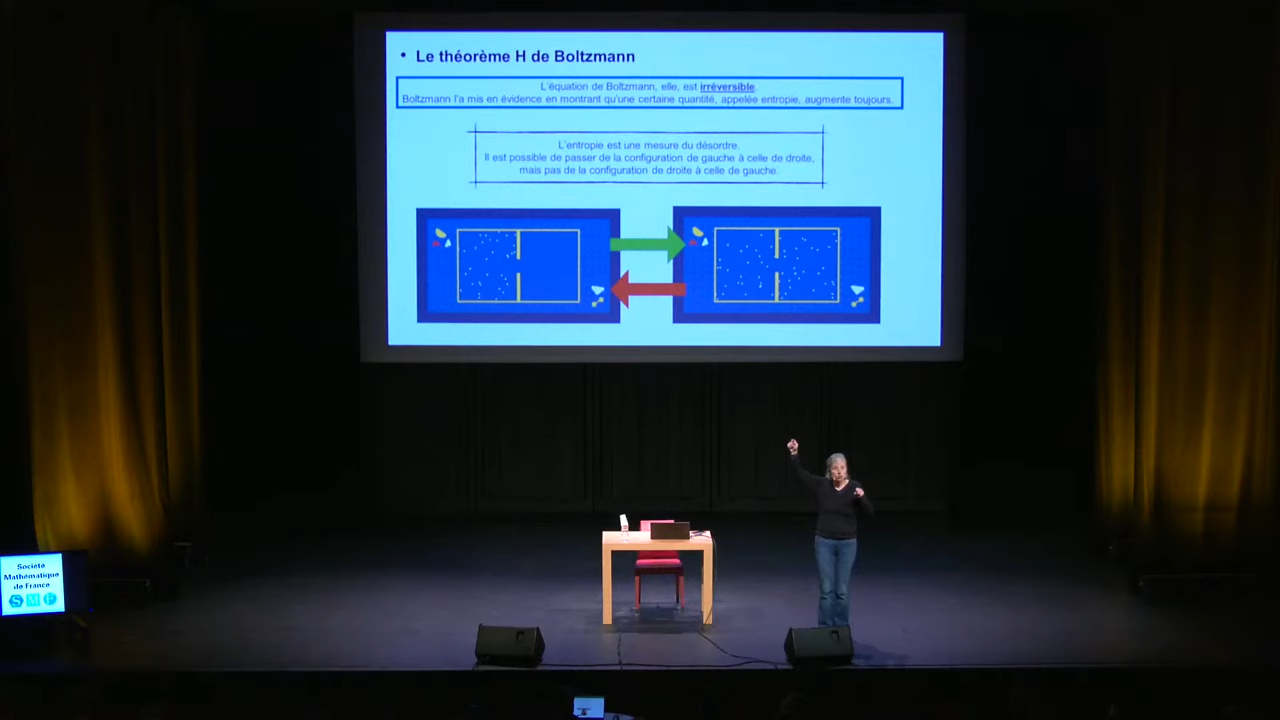 • Le théorème H de Boltzmann
L'équation de Boltzmann, elle, est irréversible.
Boltzmann l'a mis en évidence en montrant qu'une certaine quantité, appelée entropie, augmente toujours.
L'entropie est une mesure du désordre.
Il est possible de passer de la configuration de gauche à celle de droite,
mais pas de la configuration de droite à celle de gauche.
Société
Mathématique
de France
S M F